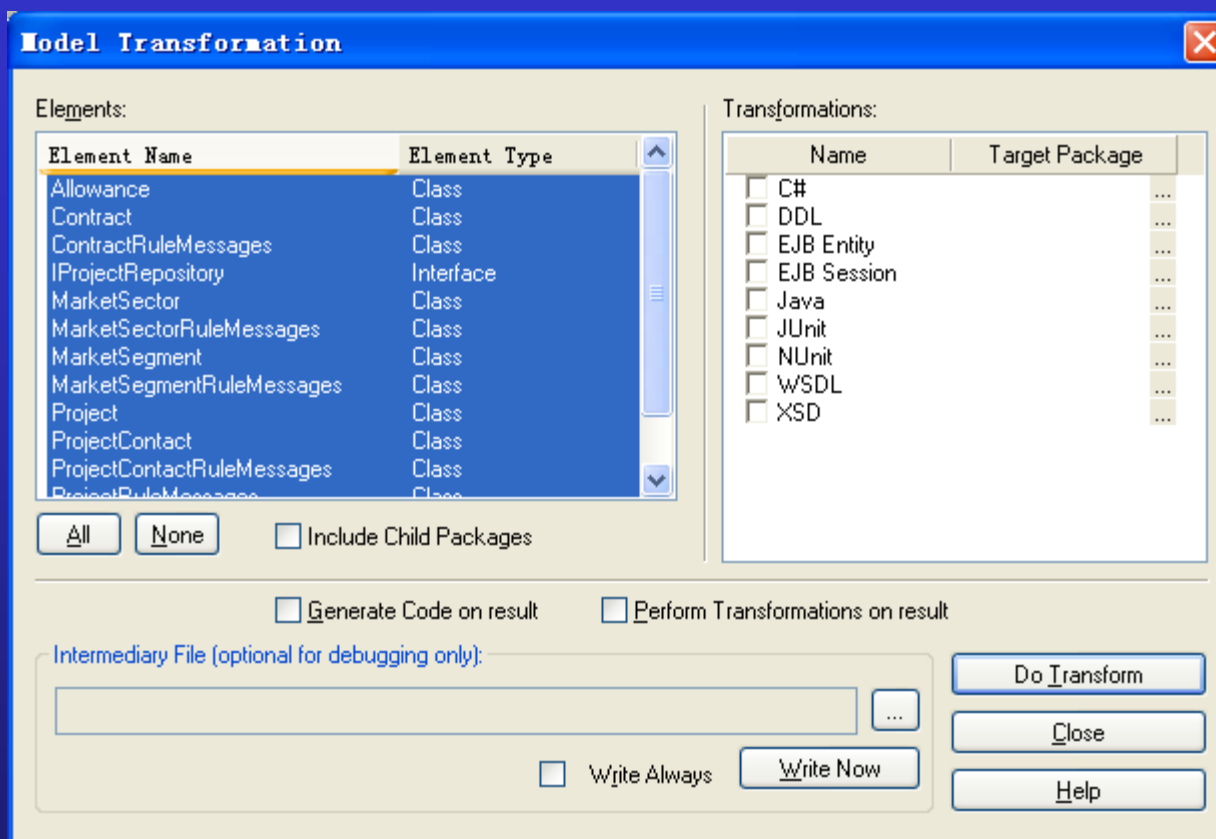 Model Transformation
Elements:
Element Name Element Type
Allowance Class
Contract Class
ContractRuleMessages Class
IProjectRepository Interface
MarketSector Class
MarketSectorRuleMessages Class
MarketSegment Class
MarketSegmentRuleMessages Class
Project Class
ProjectContact Class
ProjectContactRuleMessages Class
ProjectRuleMessages Class
All None Include Child Packages
Transformations:
Name Target Package
C# ...
DDL ...
EJB Entity ...
EJB Session ...
Java ...
JUnit ...
NUnit ...
WSDL ...
XSD ...
Generate Code on result Perform Transformations on result
Intermediary File (optional for debugging only):
...
Write Always Write Now
Do Transform
Close
Help